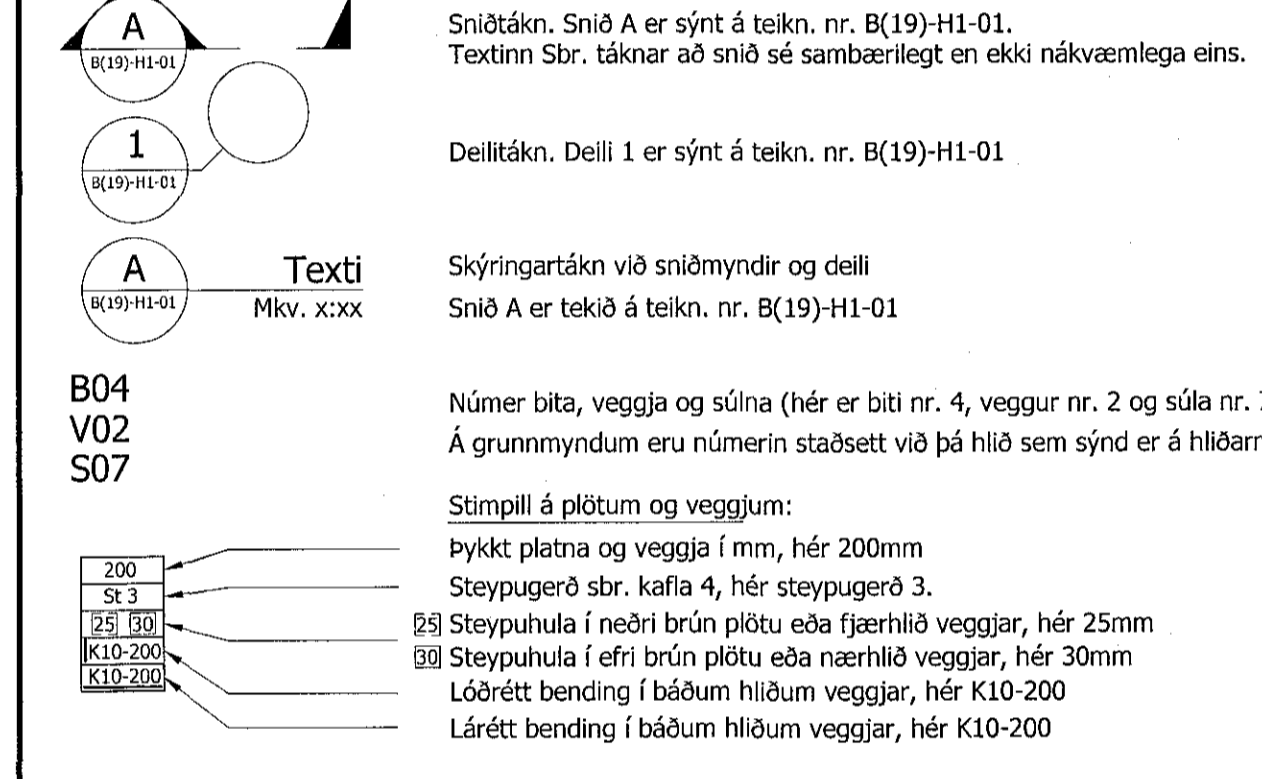 A
B(19)-H1-01
Sniðtákn. Snið A er sýnt á teikn. nr. B(19)-H1-01.
Textinn Sbr. táknar að snið sé sambærilegt en ekki nákvæmlega eins.
1
B(19)-H1-01
Deilitákn. Deili 1 er sýnt á teikn. nr. B(19)-H1-01
A
B(19)-H1-01
Texti
Mkv. x:xx
Skýringartákn við sniðmyndir og deili
Snið A er tekið á teikn. nr. B(19)-H1-01
B04
V02
S07
Númer bita, veggja og súlna (hér er biti nr. 4, veggur nr. 2 og súla nr.
Á grunnmyndum eru númerin staðsett við þá hlið sem sýnd er á
Stimpill á plötum og veggjum:
200
St 3
25 30
K10-200
K10-200
Þykkt platna og veggja í mm, hér 200mm
Steypugerð sbr. kafla 4, hér steypugerð 3.
25 Steypuhula í neðri brún plötu eða fjærhlið veggjar, hér 25mm
30 Steypuhula í efri brún plötu eða nærhlið veggjar, hér 30mm
Lóðrétt bending í báðum hliðum veggjar, hér K10-200
Lárétt bending í báðum hliðum veggjar, hér K10-200